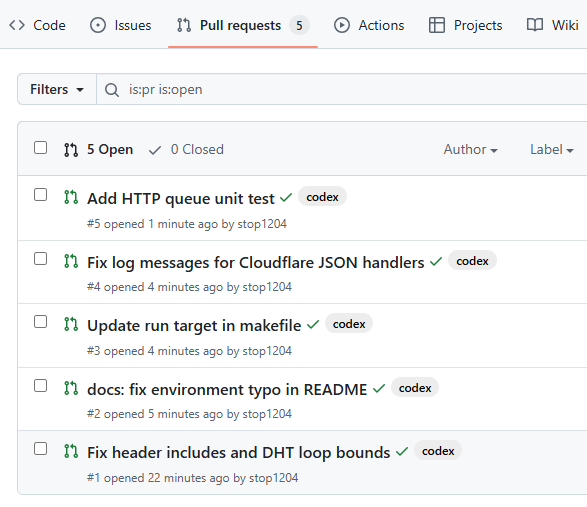 Code Issues Pull requests 5 Actions Projects Wiki
Filters is:pr is:open
5 Open 0 Closed Author Label
Add HTTP queue unit test codex
#5 opened 1 minute ago by stop1204
Fix log messages for Cloudflare JSON handlers codex
#4 opened 4 minutes ago by stop1204
Update run target in makefile codex
#3 opened 4 minutes ago by stop1204
docs: fix environment typo in README codex
#2 opened 5 minutes ago by stop1204
Fix header includes and DHT loop bounds codex
#1 opened 22 minutes ago by stop1204